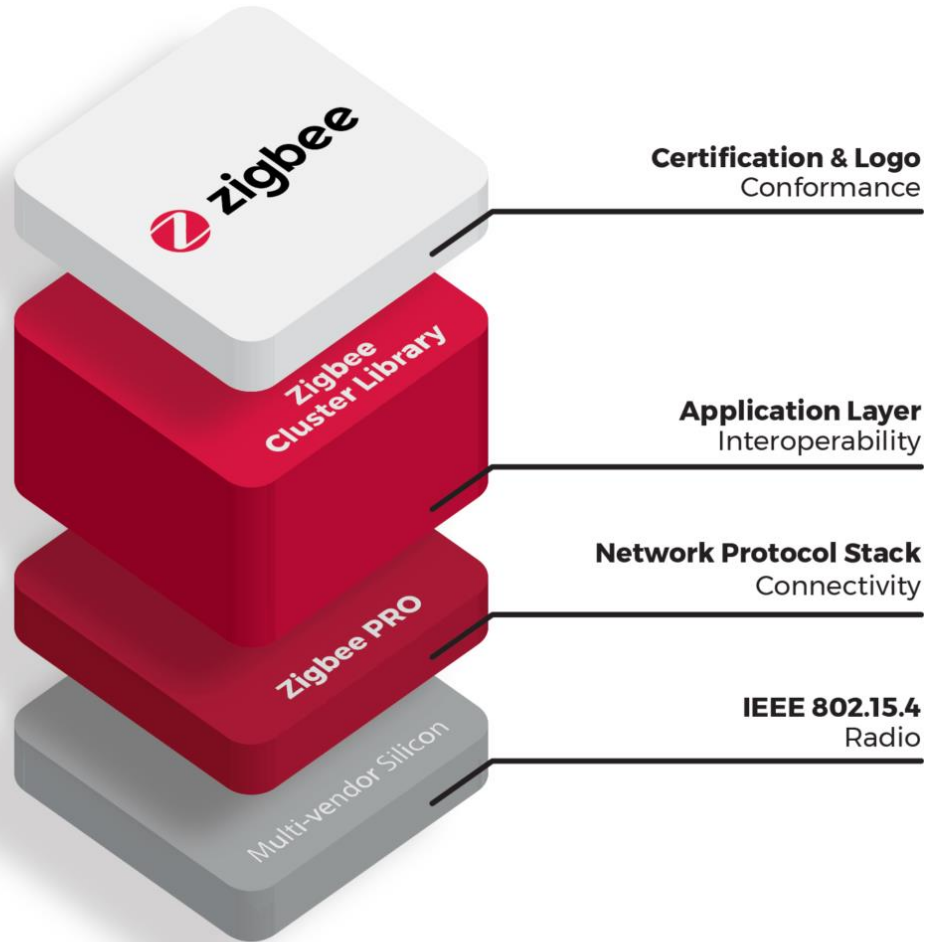 zigbee
Certification & Logo
Conformance
Zigbee
Cluster Library
Application Layer
Interoperability
Zigbee PRO
Network Protocol Stack
Connectivity
Multi-vendor Silicon
IEEE 802.15.4
Radio